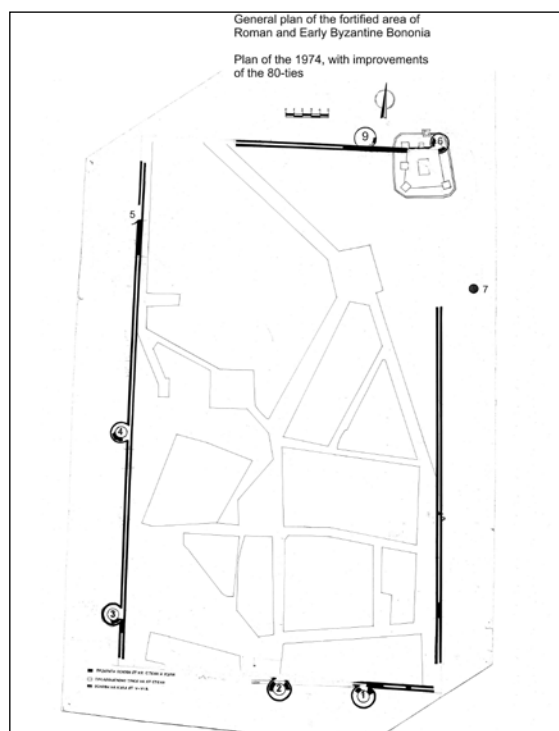 General plan of the fortified area of
Roman and Early Byzantine Bononia
Plan of the 1974, with improvements
of the 80-ties
9
6
5
7
4
3
2
1